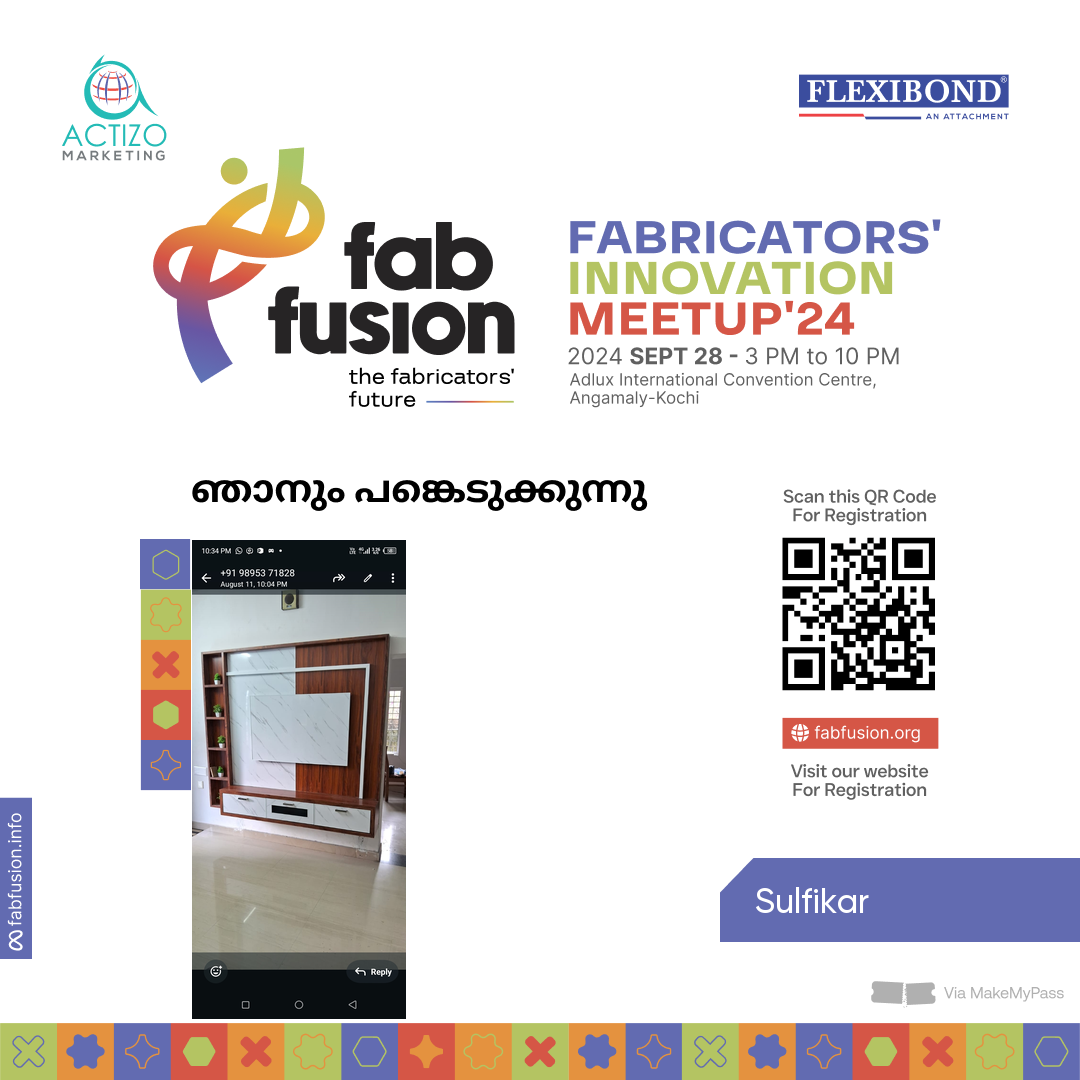 ACTIZO
MARKETING
FLEXIBOND®
AN ATTACHMENT
fab
fusion
the fabricators'
future
FABRICATORS'
INNOVATION
MEETUP'24
2024 SEPT 28 - 3 PM to 10 PM
Adlux International Convention Centre,
Angamaly-Kochi
ഞാനും പങ്കെടുക്കുന്നു
Scan this QR Code
For Registration
10:34 PM
+91 98953 71828
August 11, 10:04 PM
Reply
fabfusion.org
Visit our website
For Registration
fabfusion.info
Sulfikar
Via MakeMyPass